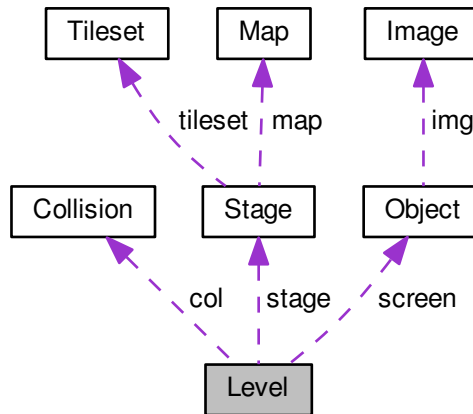 Tileset
Map
Image
tileset
map
img
Collision
Stage
Object
col
stage
screen
Level